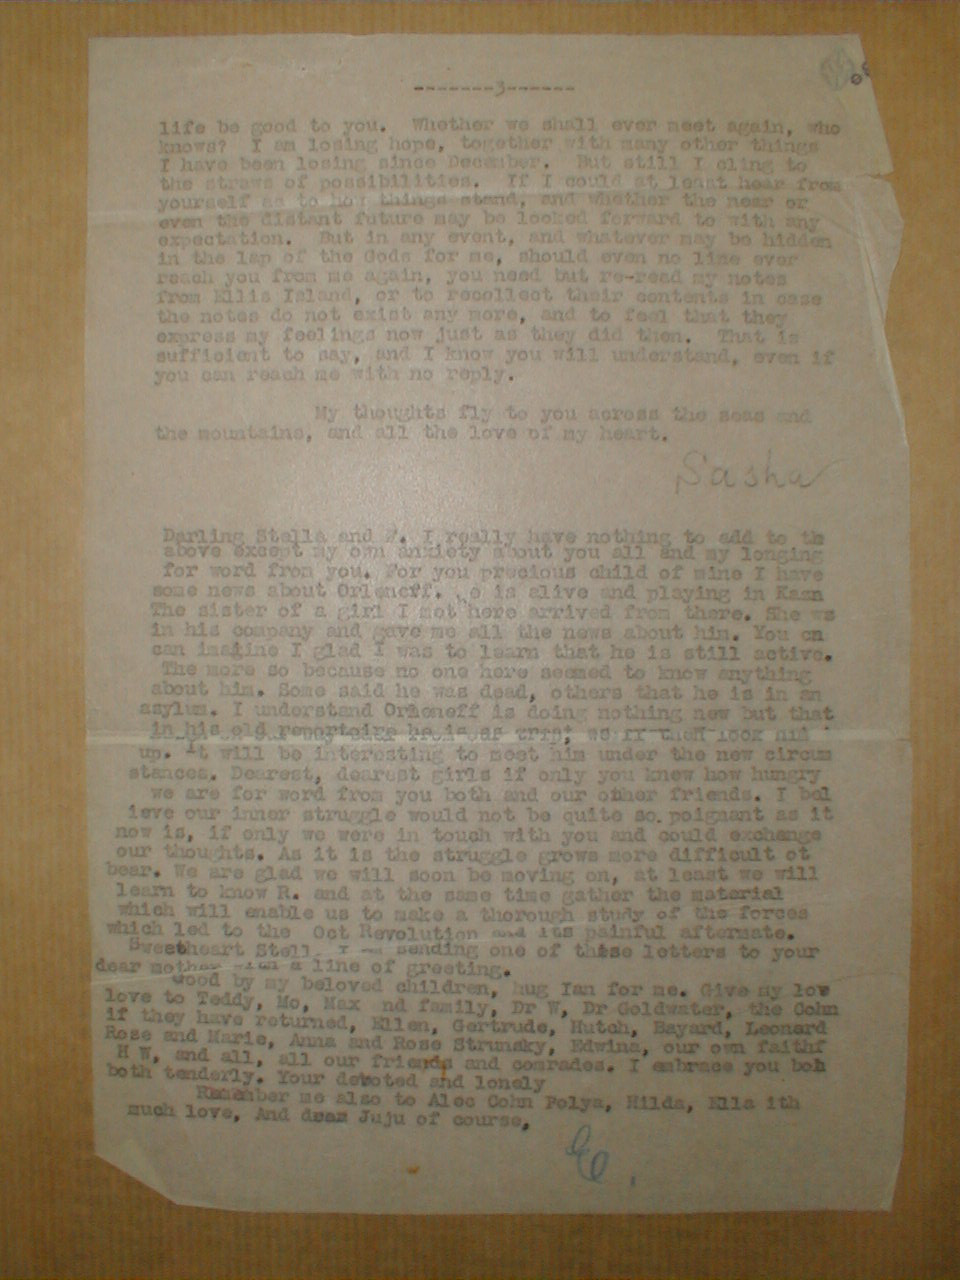 -------3------
life be good to you. Whether we shall ever meet again, who
knows? I am losing hope, together with many other things
I have been losing since December. But still I cling to
the straws of possibilities. If I could at least hear from
yourself as to how things stand, and whether the near or
even the distant future may be looked forward to with any
expectation. But in any event, and whatever may be hidden
in the lap of the Gods for me, should even no line ever
reach you from me again, you need but re-read my notes
from Ellis Island, or to recollect their contents in case
the notes do not exist any more, and to feel that they
express my feelings now just as they did then. That is
sufficient to say, and I know you will understand, even if
you can reach me with no reply.
My thoughts fly to you across the seas and
the mountains, and all the love of my heart.
Sasha
Darling Stella and I really have nothing to add to th
above except my own anxiety about you all and my longing
for word from you. For you precious child of mine I have
some news about Orleneff. e is alive and playing in Kazn
The sister of a girl I met here arrived from there. She ws
in his company and gave me all the news about him. You cn
can imagine I glad I was to learn that he is still active.
The more so because no one here seemed to know anything
about him. Some said he was dead, others that he is in an
asylum. I understand Orleneff is doing nothing new but that
in his old repertoire he is as
up. It will be interesting to meet him under the new circum
stances. Dearest, dearest girls if only you knew how hungry
we are for word from you both and our other friends. I bel
ieve our inner struggle would not be quite so poignant as it
now is, if only we were in touch with you and could exchange
our thoughts. As it is the struggle grows more difficult ot
bear. We are glad we will soon be moving on, at least we will
learn to know R. and at the same time gather the material
which will enable us to make a thorough study of the forces
which led to the Oct Revolution and its painful aftermate.
Sweetheart Stell sending one of these letters to your
dear mother a line of greeting.
Good by my beloved children, hug Ian for me. Give my lov
love to Teddy, Mo, Max nd family, Dr W, Dr Goldwater, the Cohn
if they have returned, Ellen, Gertrude, Hutch, Bayard, Leonard
Rose and Marie, Anna and Rose Strunsky, Edwina, our own faithf
H W, and all, all our friends and comrades. I embrace you boh
both tenderly. Your devoted and lonely
Remember me also to Alec Cohn Polya, Hilda, Ella ith
much love, And dear Juju of course,
E.